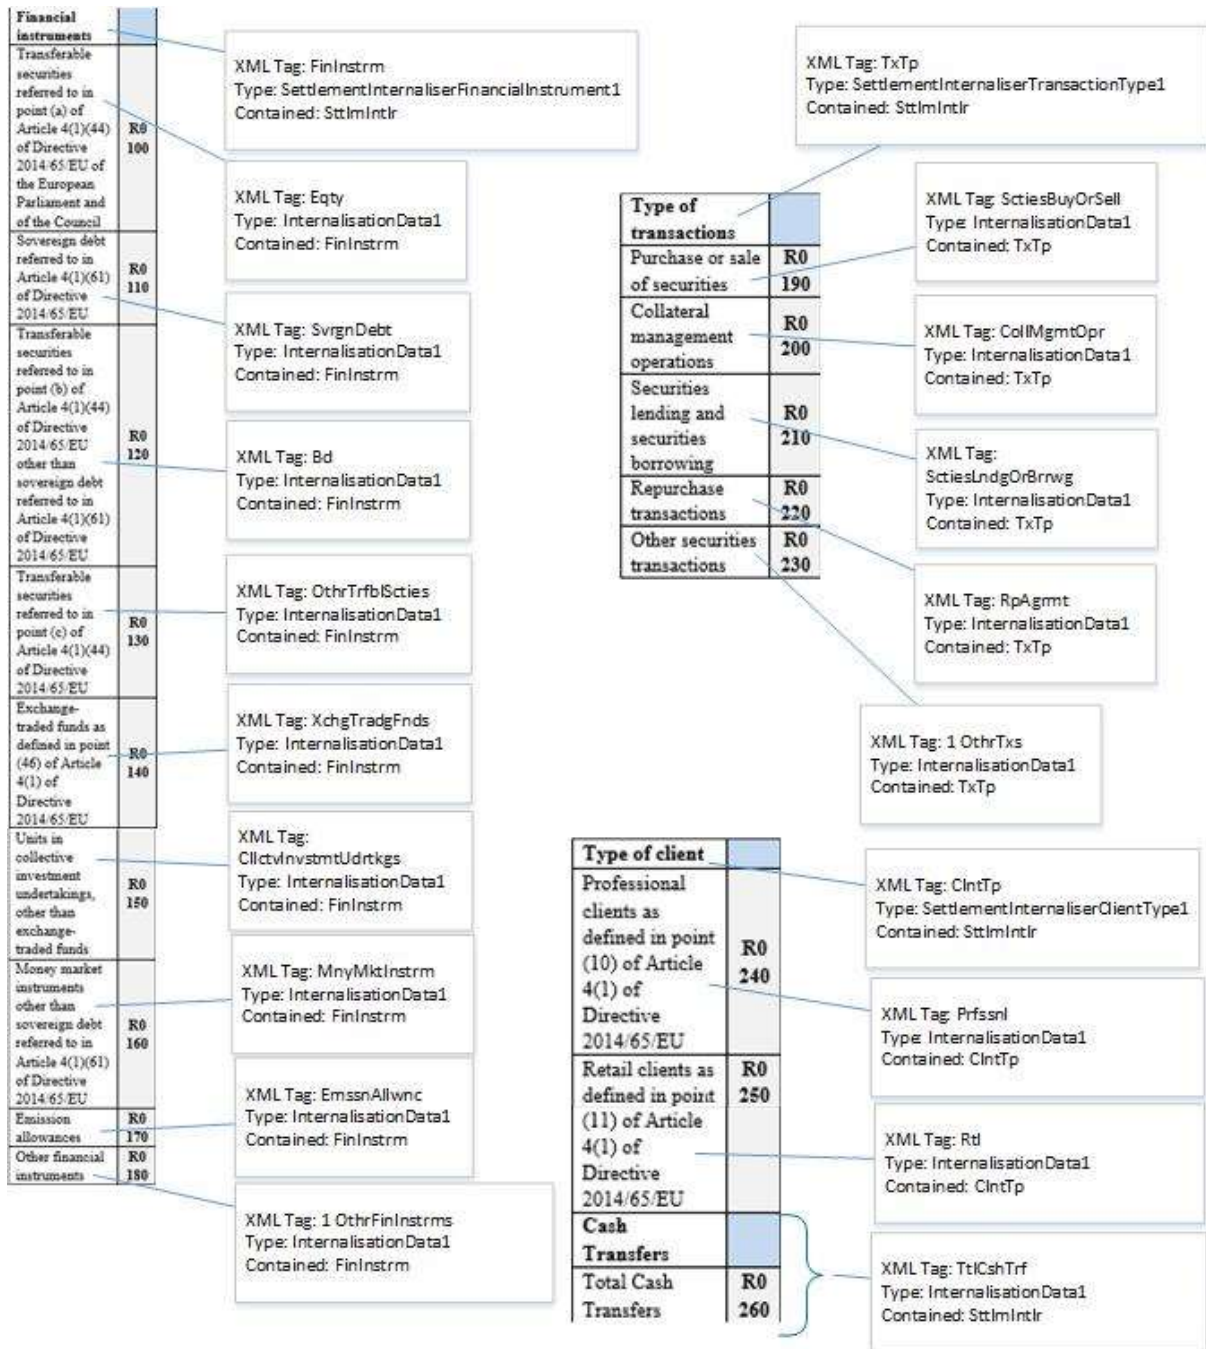 Financial
instruments
Transferable
securities
referred to in
point (a) of
Article 4(1)(44)
of Directive
2014/65/EU of
the European
Parliament and
of the Council
R0
100
Sovereign debt
referred to in
Article 4(1)(61)
of Directive
2014/65/EU
R0
110
Transferable
securities
referred to in
point (b) of
Article 4(1)(44)
of Directive
2014/65/EU
other than
sovereign debt
referred to in
Article 4(1)(61)
of Directive
2014/65/EU
R0
120
Transferable
securities
referred to in
point (c) of
Article 4(1)(44)
of Directive
2014/65/EU
R0
130
Exchange-
traded funds as
defined in point
(46) of Article
4(1) of
Directive
2014/65/EU
R0
140
Units in
collective
investment
undertakings,
other than
exchange-
traded funds
R0
150
Money market
instruments
other than
sovereign debt
referred to in
Article 4(1)(61)
of Directive
2014/65/EU
R0
160
Emission
allowances
R0
170
Other financial
instruments
R0
180
XML Tag: FinInstrm
Type: SettlementInternaliserFinancialInstrument1
Contained: SttlmIntlr
XML Tag: Eqty
Type: InternalisationData1
Contained: FinInstrm
XML Tag: SvrgnDebt
Type: InternalisationData1
Contained: FinInstrm
XML Tag: Bd
Type: InternalisationData1
Contained: FinInstrm
XML Tag: OthrTrfblScties
Type: InternalisationData1
Contained: FinInstrm
XML Tag: XchgTradgFnds
Type: InternalisationData1
Contained: FinInstrm
XML Tag:
ClctvInvstmtUdrtkgs
Type: InternalisationData1
Contained: FinInstrm
XML Tag: MnyMktInstrm
Type: InternalisationData1
Contained: FinInstrm
XML Tag: EmssnAllwnc
Type: InternalisationData1
Contained: FinInstrm
XML Tag: 1 OthrFinInstrms
Type: InternalisationData1
Contained: FinInstrm
XML Tag: TxTp
Type: SettlementInternaliserTransactionType1
Contained: SttlmIntlr
Type of
transactions
Purchase or sale
of securities
R0
190
Collateral
management
operations
R0
200
Securities
lending and
securities
borrowing
R0
210
Repurchase
transactions
R0
220
Other securities
transactions
R0
230
XML Tag: SctiesBuyOrSell
Type: InternalisationData1
Contained: TxTp
XML Tag: CollMgmtOpr
Type: InternalisationData1
Contained: TxTp
XML Tag:
SctiesLndgOrBrrwg
Type: InternalisationData1
Contained: TxTp
XML Tag: RpAgrmt
Type: InternalisationData1
Contained: TxTp
XML Tag: 1 OthrTxs
Type: InternalisationData1
Contained: TxTp
Type of client
Professional
clients as
defined in point
(10) of Article
4(1) of
Directive
2014/65/EU
R0
240
Retail clients as
defined in point
(11) of Article
4(1) of
Directive
2014/65/EU
R0
250
Cash
Transfers
Total Cash
Transfers
R0
260
XML Tag: ClntTp
Type: SettlementInternaliserClientType1
Contained: SttlmIntlr
XML Tag: Prfssnl
Type: InternalisationData1
Contained: ClntTp
XML Tag: Rtl
Type: InternalisationData1
Contained: ClntTp
XML Tag: TtlCshTrf
Type: InternalisationData1
Contained: SttlmIntlr